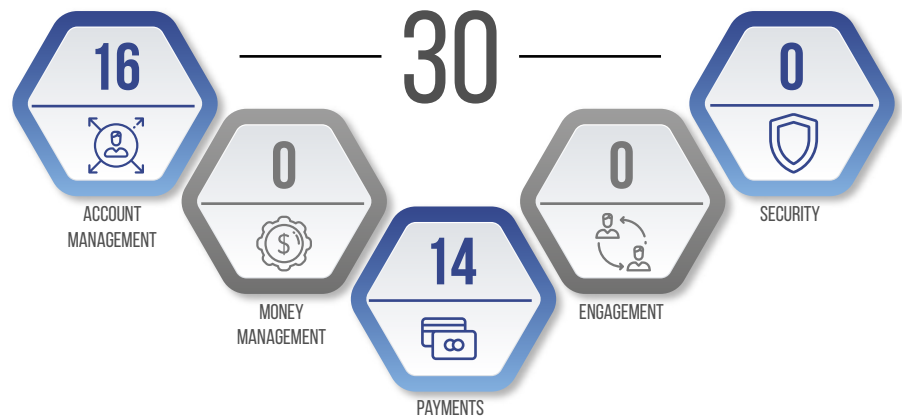 30
16
ACCOUNT
MANAGEMENT
0
$
MONEY
MANAGEMENT
14
PAYMENTS
0
ENGAGEMENT
0
SECURITY